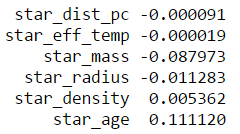 star_dist_pc -0.000091
star_eff_temp -0.000019
star_mass -0.087973
star_radius -0.011283
star_density 0.005362
star_age 0.111120